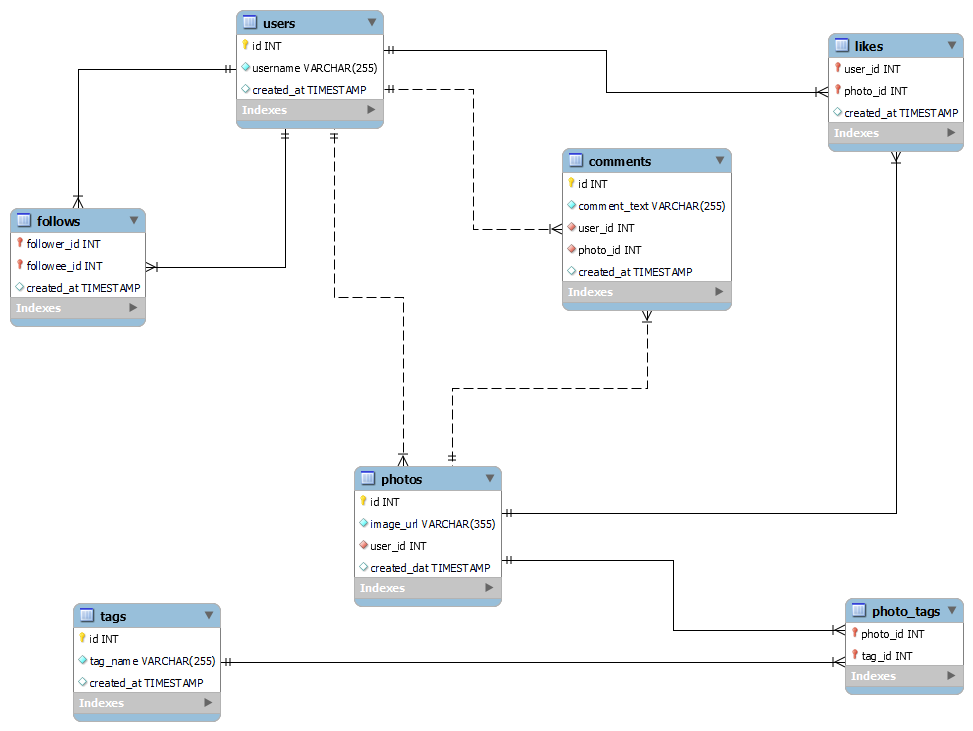 users
id INT
username VARCHAR(255)
created_at TIMESTAMP
Indexes
likes
user_id INT
photo_id INT
created_at TIMESTAMP
Indexes
comments
id INT
comment_text VARCHAR(255)
user_id INT
photo_id INT
created_at TIMESTAMP
Indexes
follows
follower_id INT
followee_id INT
created_at TIMESTAMP
Indexes
photos
id INT
image_url VARCHAR(355)
user_id INT
created_dat TIMESTAMP
Indexes
tags
id INT
tag_name VARCHAR(255)
created_at TIMESTAMP
Indexes
photo_tags
photo_id INT
tag_id INT
Indexes